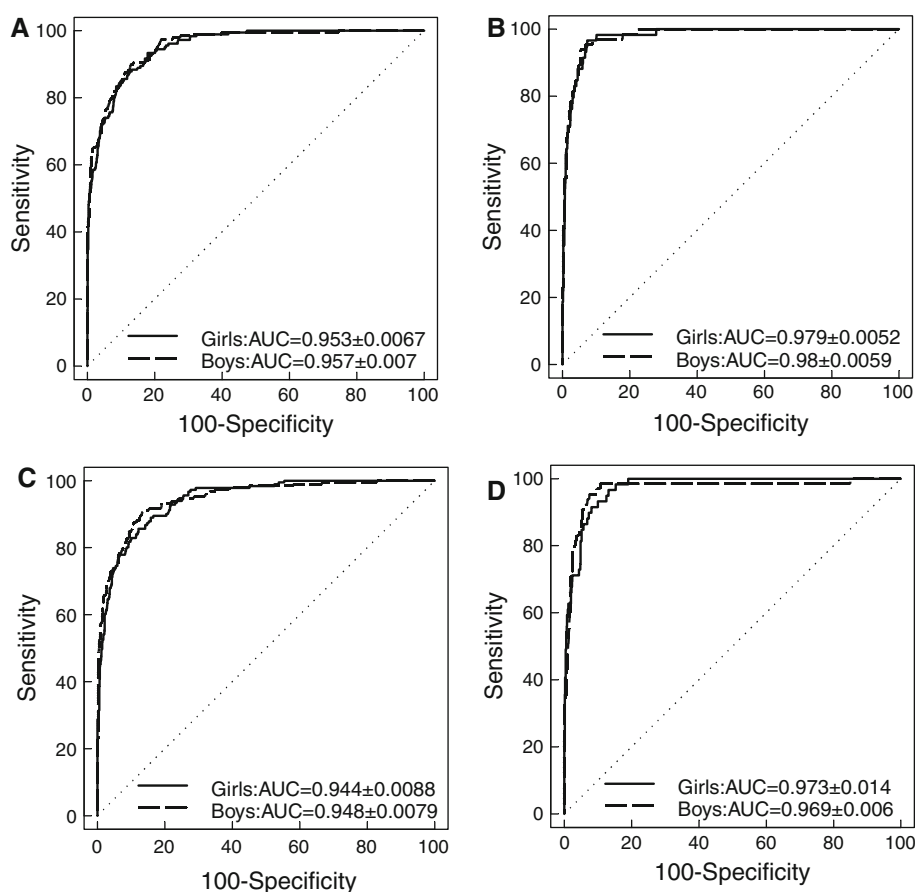 A
100
80
60
40
20
0
Sensitivity
Girls:AUC=0.953±0.0067
Boys:AUC=0.957±0.007
0 20 40 60 80 100
100-Specificity
B
100
80
60
40
20
0
Sensitivity
Girls:AUC=0.979±0.0052
Boys:AUC=0.98±0.0059
0 20 40 60 80 100
100-Specificity
C
100
80
60
40
20
0
Sensitivity
Girls:AUC=0.944±0.0088
Boys:AUC=0.948±0.0079
0 20 40 60 80 100
100-Specificity
D
100
80
60
40
20
0
Sensitivity
Girls:AUC=0.973±0.014
Boys:AUC=0.969±0.006
0 20 40 60 80 100
100-Specificity